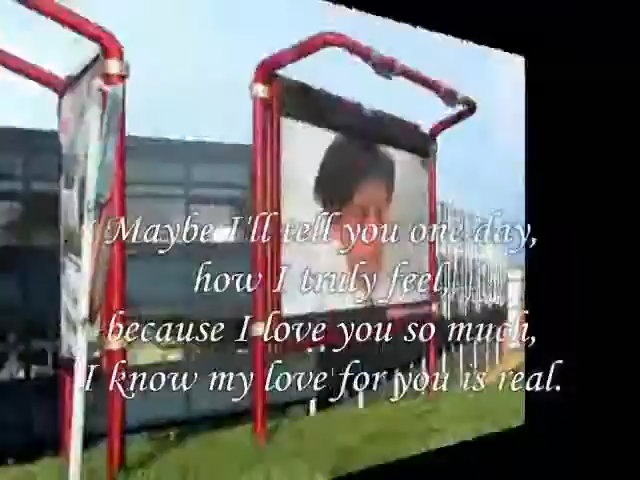 Maybe I'll tell you one day,
how I truly feel,
because I love you so much,
I know my love for you is real.